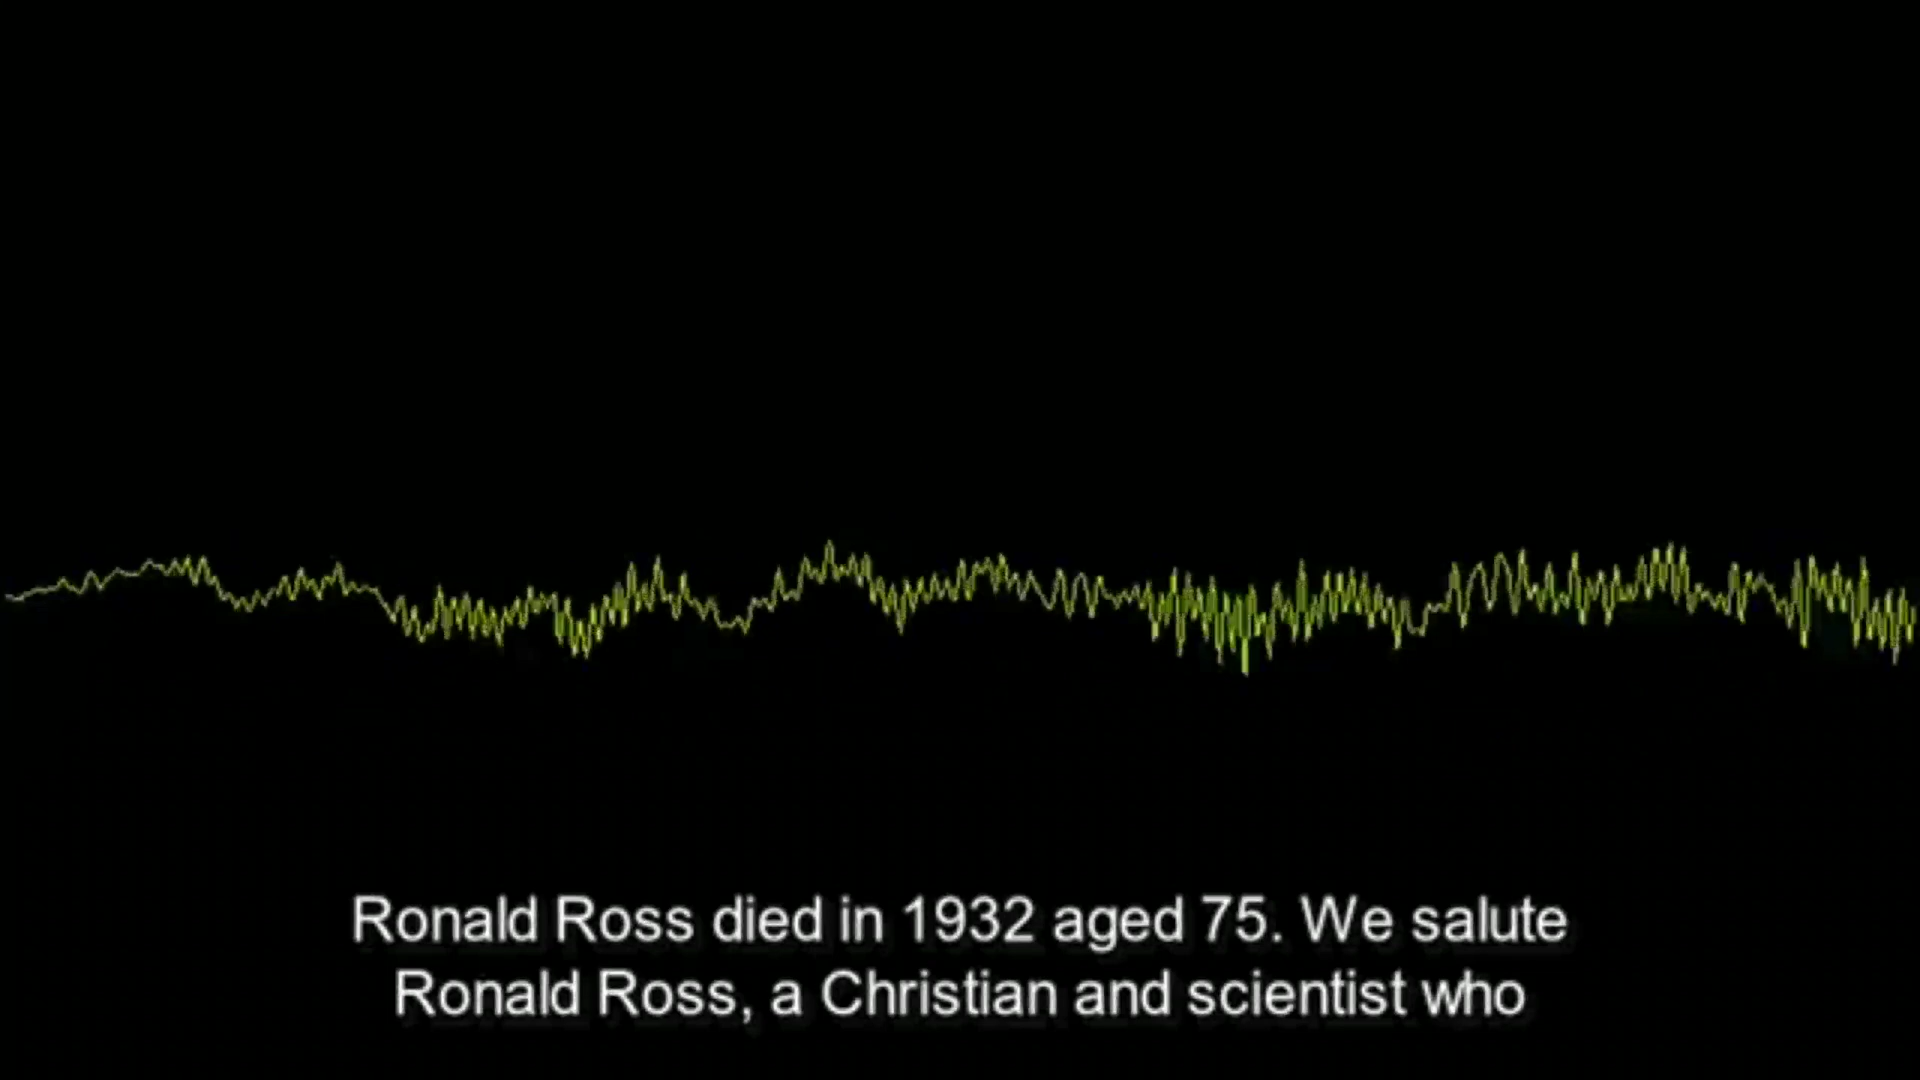 Ronald Ross died in 1932 aged 75. We salute
Ronald Ross, a Christian and scientist who